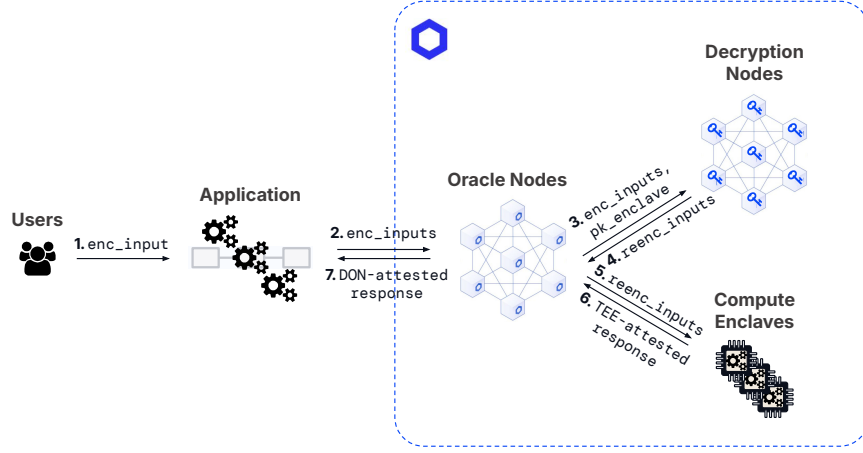 Users
1. enc_input
Application
2. enc_inputs
7. DON-attested
response
Oracle Nodes
3. enc_inputs,
pk_enclave
4. reenc_inputs
Decryption
Nodes
5. reenc_inputs
6. TEE-attested
response
Compute
Enclaves